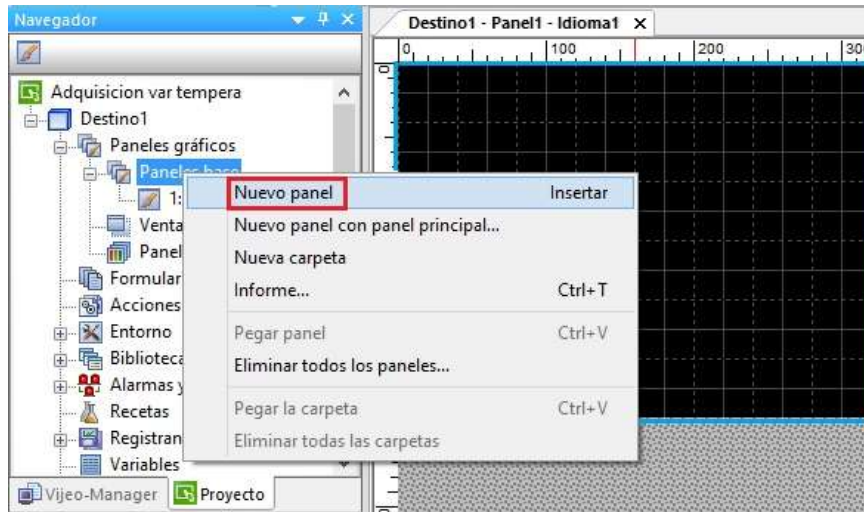 Navegador
Destino1 - Panel1 - Idioma1
0 100 200 30
0
Adquisicion var tempera
Destino1
Paneles gráficos
Paneles base
1:
Venta
Panel
Formular
Acciones
Entorno
Biblioteca
Alarmas y
Recetas
Registran
Variables
Nuevo panel Insertar
Nuevo panel con panel principal...
Nueva carpeta
Informe... Ctrl+T
Pegar panel Ctrl+V
Eliminar todos los paneles...
Pegar la carpeta Ctrl+V
Eliminar todas las carpetas
Vijeo-Manager Proyecto